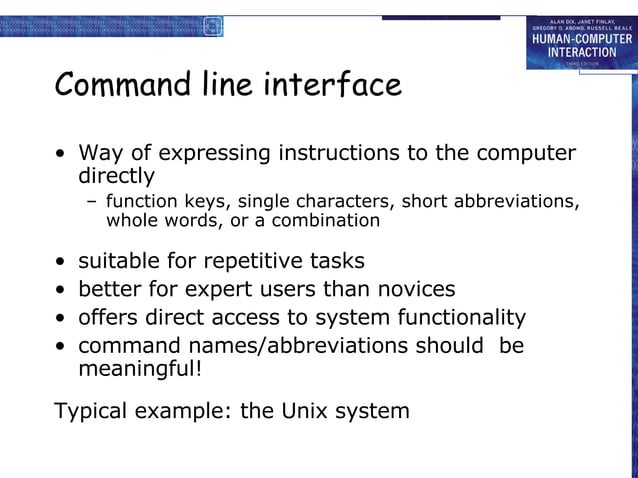 ALAN DIX, JANET FINLAY,
GREGORY D. ABOWD, RUSSELL BEALE
HUMAN-COMPUTER
INTERACTION
THIRD EDITION
Command line interface
• Way of expressing instructions to the computer
directly
– function keys, single characters, short abbreviations,
whole words, or a combination
• suitable for repetitive tasks
• better for expert users than novices
• offers direct access to system functionality
• command names/abbreviations should be
meaningful!
Typical example: the Unix system